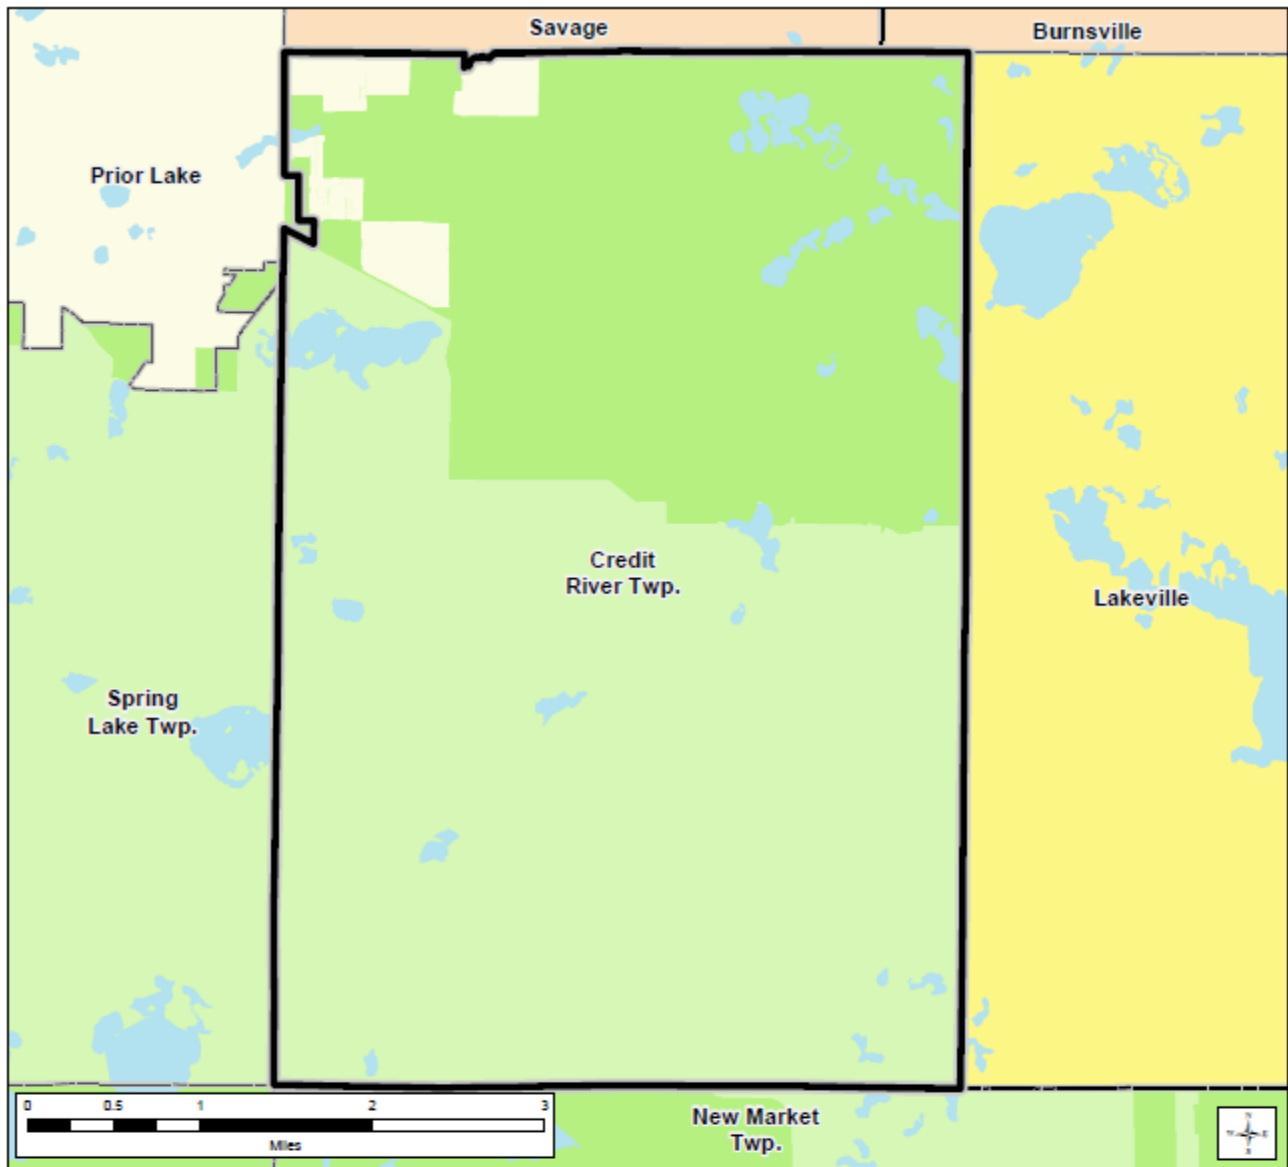 Savage
Burnsville
Prior Lake
Credit
River Twp.
Lakeville
Spring
Lake Twp.
0 0.5 1 2 3
Miles
New Market
Twp.
N
W E
S